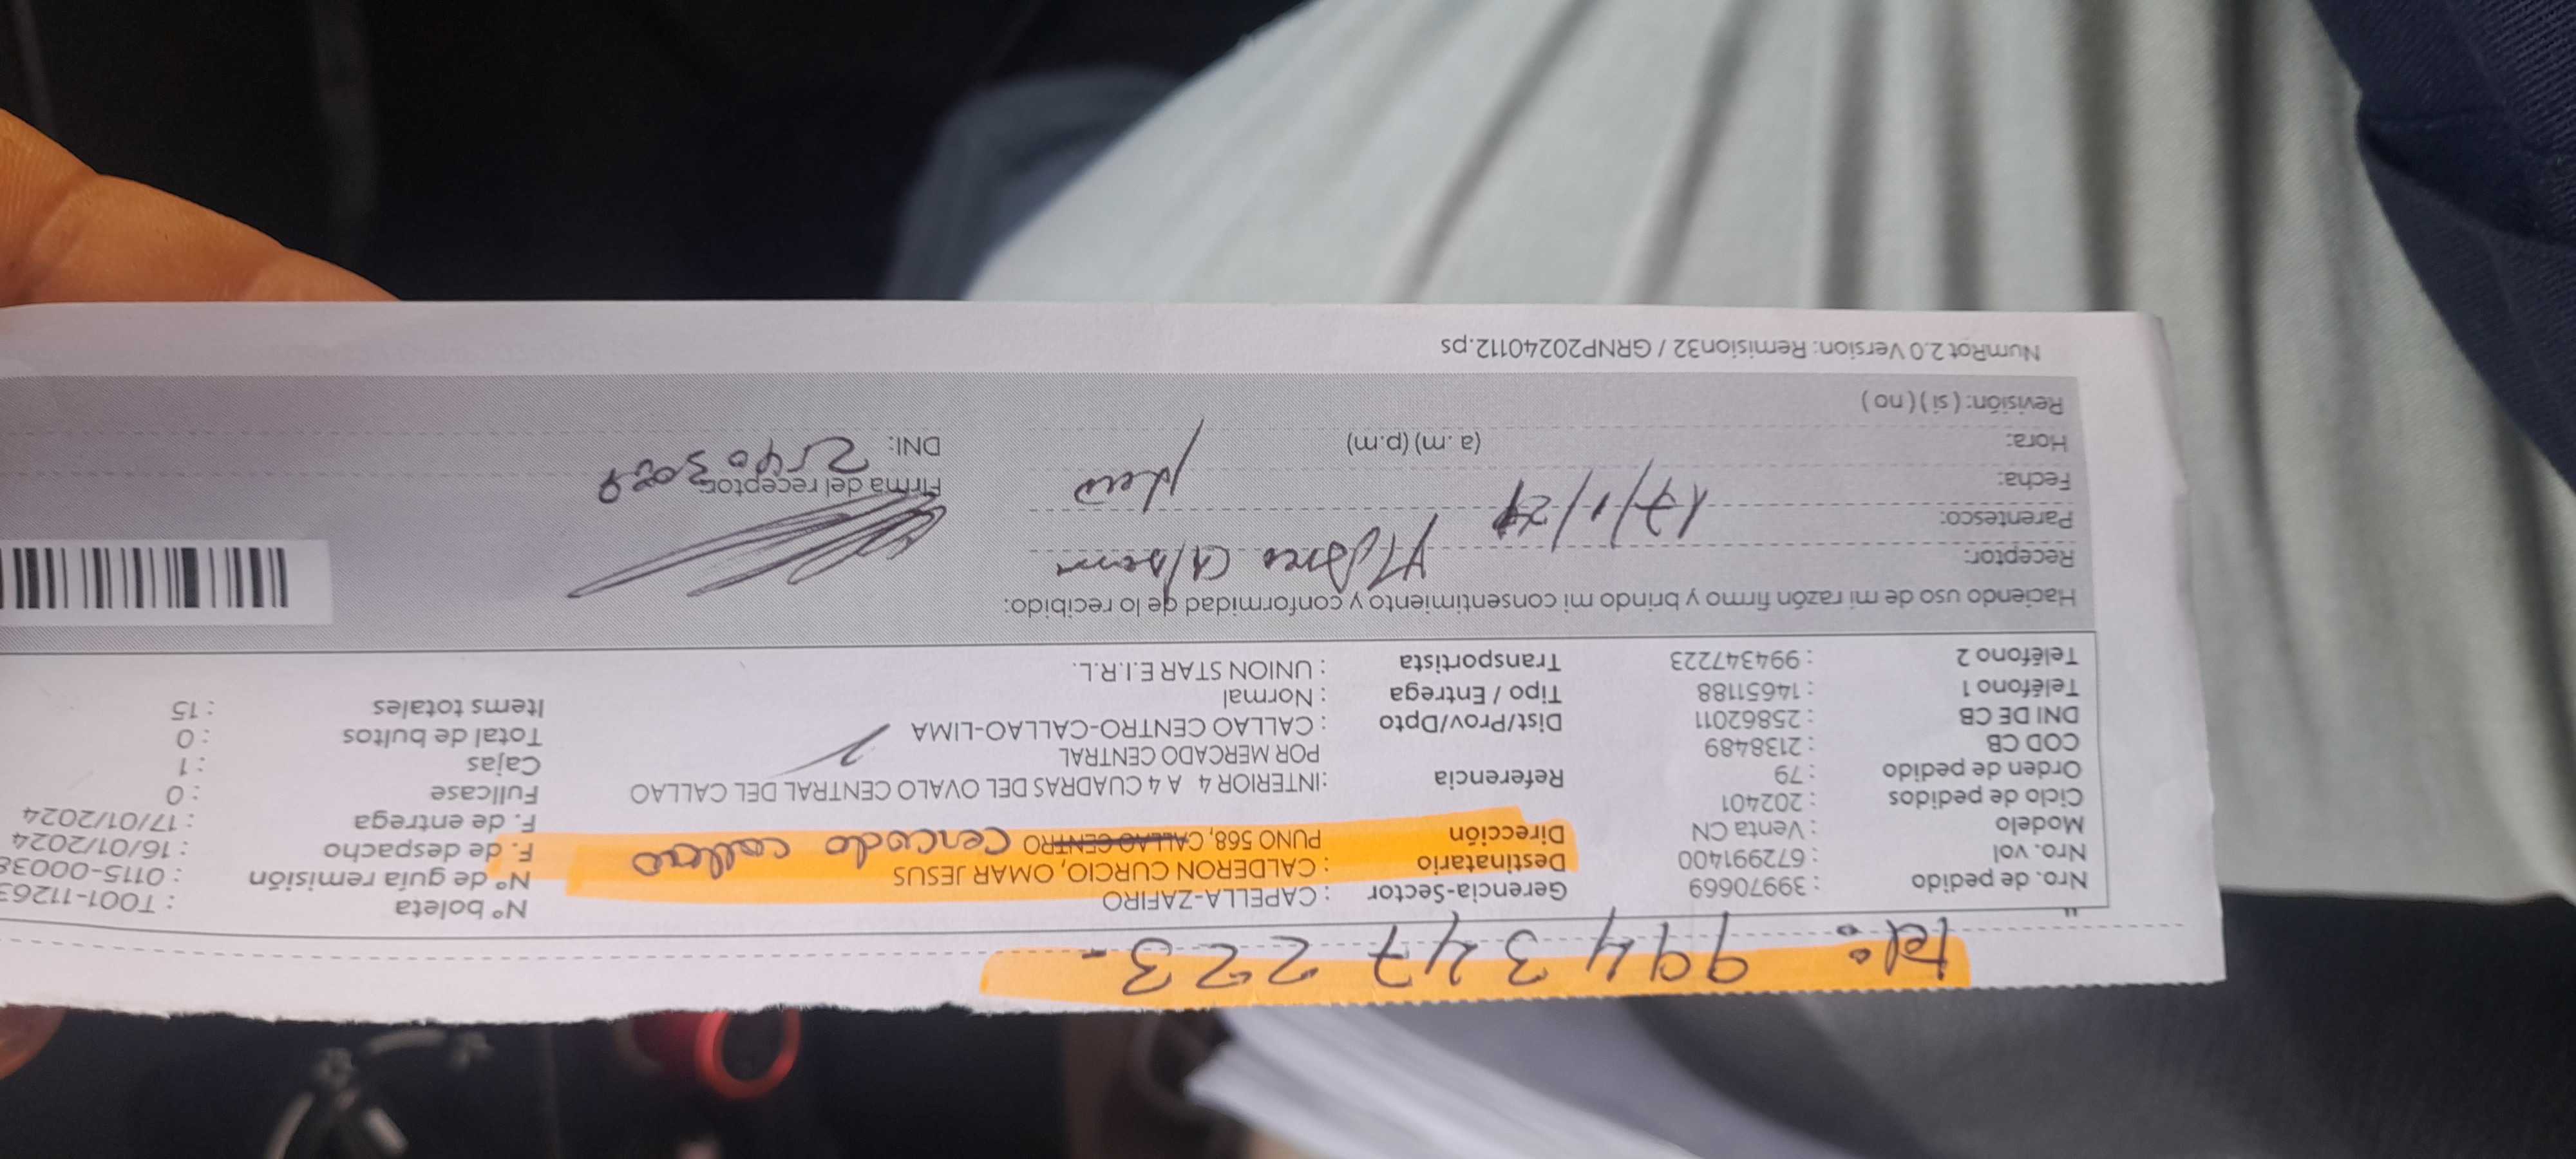 tel: 994 347 223-
Nro. de pedido : 39970669 Gerencia-Sector : CAPELLA-ZAFIRO Nº boleta : T001-11263
Nro. vol : 672991400 Destinatario : CALDERON CURCIO, OMAR JESUS Nº de guía remisión : 0115-00038
Modelo : Venta CN Dirección PUNO 568, CALLAO CENTRO Cercado callao F. de despacho : 16/01/2024
Ciclo de pedidos : 202401 F. de entrega : 17/01/2024
Orden de pedido : 79 Referencia :INTERIOR 4 A 4 CUADRAS DEL OVALO CENTRAL DEL CALLAO Fullcase : 0
COD CB : 2138489 POR MERCADO CENTRAL Cajas : 1
DNI DE CB : 25862011 Dist/Prov/Dpto : CALLAO CENTRO-CALLAO-LIMA Total de bultos : 0
Teléfono 1 : 14651188 Tipo / Entrega : Normal Items totales : 15
Teléfono 2 : 994347223 Transportista : UNION STAR E.I.R.L.
Haciendo uso de mi razón firmo y brindo mi consentimiento y conformidad de lo recibido:
Receptor:
Parentesco:
Fecha: 17/1/24 Firma del receptor:
Hora: (a .m) (p.m) DNI:
Revisión: ( si ) ( no )
NumRot 2.0 Version: Remision32 / GRNP20240112.ps